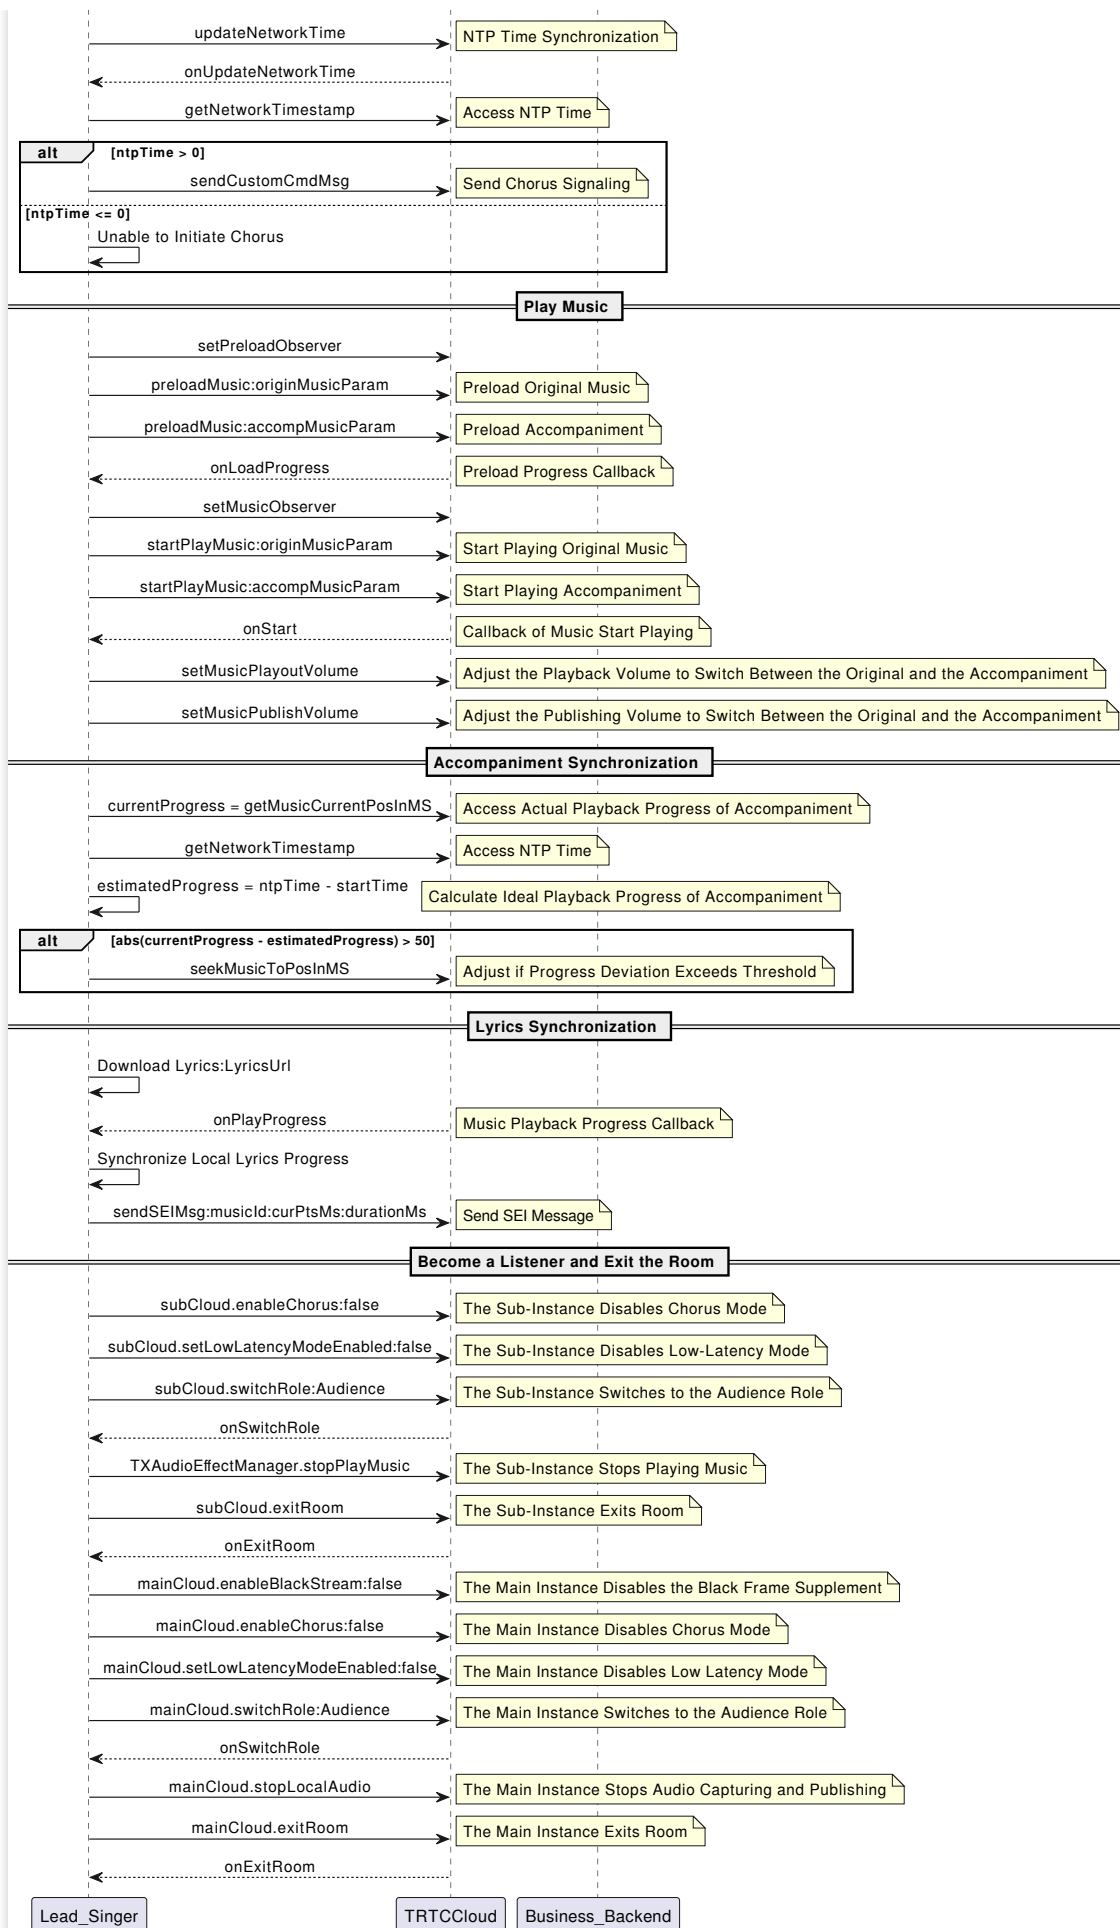 updateNetworkTime
NTP Time Synchronization
onUpdateNetworkTime
getNetworkTimestamp
Access NTP Time
alt
[ntpTime > 0]
sendCustomCmdMsg
Send Chorus Signaling
[ntpTime <= 0]
Unable to Initiate Chorus
Play Music
setPreloadObserver
preloadMusic:originMusicParam
Preload Original Music
preloadMusic:accompMusicParam
Preload Accompaniment
onLoadProgress
Preload Progress Callback
setMusicObserver
startPlayMusic:originMusicParam
Start Playing Original Music
startPlayMusic:accompMusicParam
Start Playing Accompaniment
onStart
Callback of Music Start Playing
setMusicPlayoutVolume
Adjust the Playback Volume to Switch Between the Original and the Accompaniment
setMusicPublishVolume
Adjust the Publishing Volume to Switch Between the Original and the Accompaniment
Accompaniment Synchronization
currentProgress = getMusicCurrentPosInMS
Access Actual Playback Progress of Accompaniment
getNetworkTimestamp
Access NTP Time
estimatedProgress = ntpTime - startTime
Calculate Ideal Playback Progress of Accompaniment
alt
[abs(currentProgress - estimatedProgress) > 50]
seekMusicToPosInMS
Adjust if Progress Deviation Exceeds Threshold
Lyrics Synchronization
Download Lyrics:LyricsUrl
onPlayProgress
Music Playback Progress Callback
Synchronize Local Lyrics Progress
sendSEIMsg:musicId:curPtsMs:durationMs
Send SEI Message
Become a Listener and Exit the Room
subCloud.enableChorus:false
The Sub-Instance Disables Chorus Mode
subCloud.setLowLatencyModeEnabled:false
The Sub-Instance Disables Low-Latency Mode
subCloud.switchRole:Audience
The Sub-Instance Switches to the Audience Role
onSwitchRole
TXAudioEffectManager.stopPlayMusic
The Sub-Instance Stops Playing Music
subCloud.exitRoom
The Sub-Instance Exits Room
onExitRoom
mainCloud.enableBlackStream:false
The Main Instance Disables the Black Frame Supplement
mainCloud.enableChorus:false
The Main Instance Disables Chorus Mode
mainCloud.setLowLatencyModeEnabled:false
The Main Instance Disables Low Latency Mode
mainCloud.switchRole:Audience
The Main Instance Switches to the Audience Role
onSwitchRole
mainCloud.stopLocalAudio
The Main Instance Stops Audio Capturing and Publishing
mainCloud.exitRoom
The Main Instance Exits Room
onExitRoom
Lead_Singer
TRTCCloud
Business_Backend